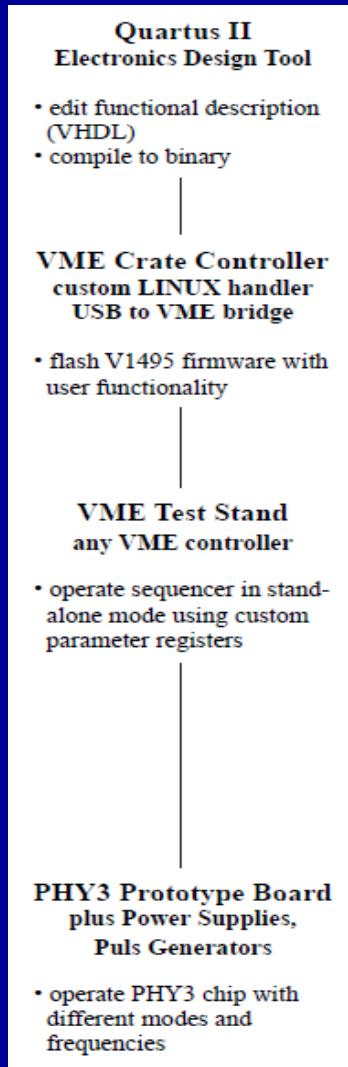 Quartus II
Electronics Design Tool
• edit functional description
(VHDL)
• compile to binary
VME Crate Controller
custom LINUX handler
USB to VME bridge
• flash V1495 firmware with
user functionality
VME Test Stand
any VME controller
• operate sequencer in stand-
alone mode using custom
parameter registers
PHY3 Prototype Board
plus Power Supplies,
Puls Generators
• operate PHY3 chip with
different modes and
frequencies